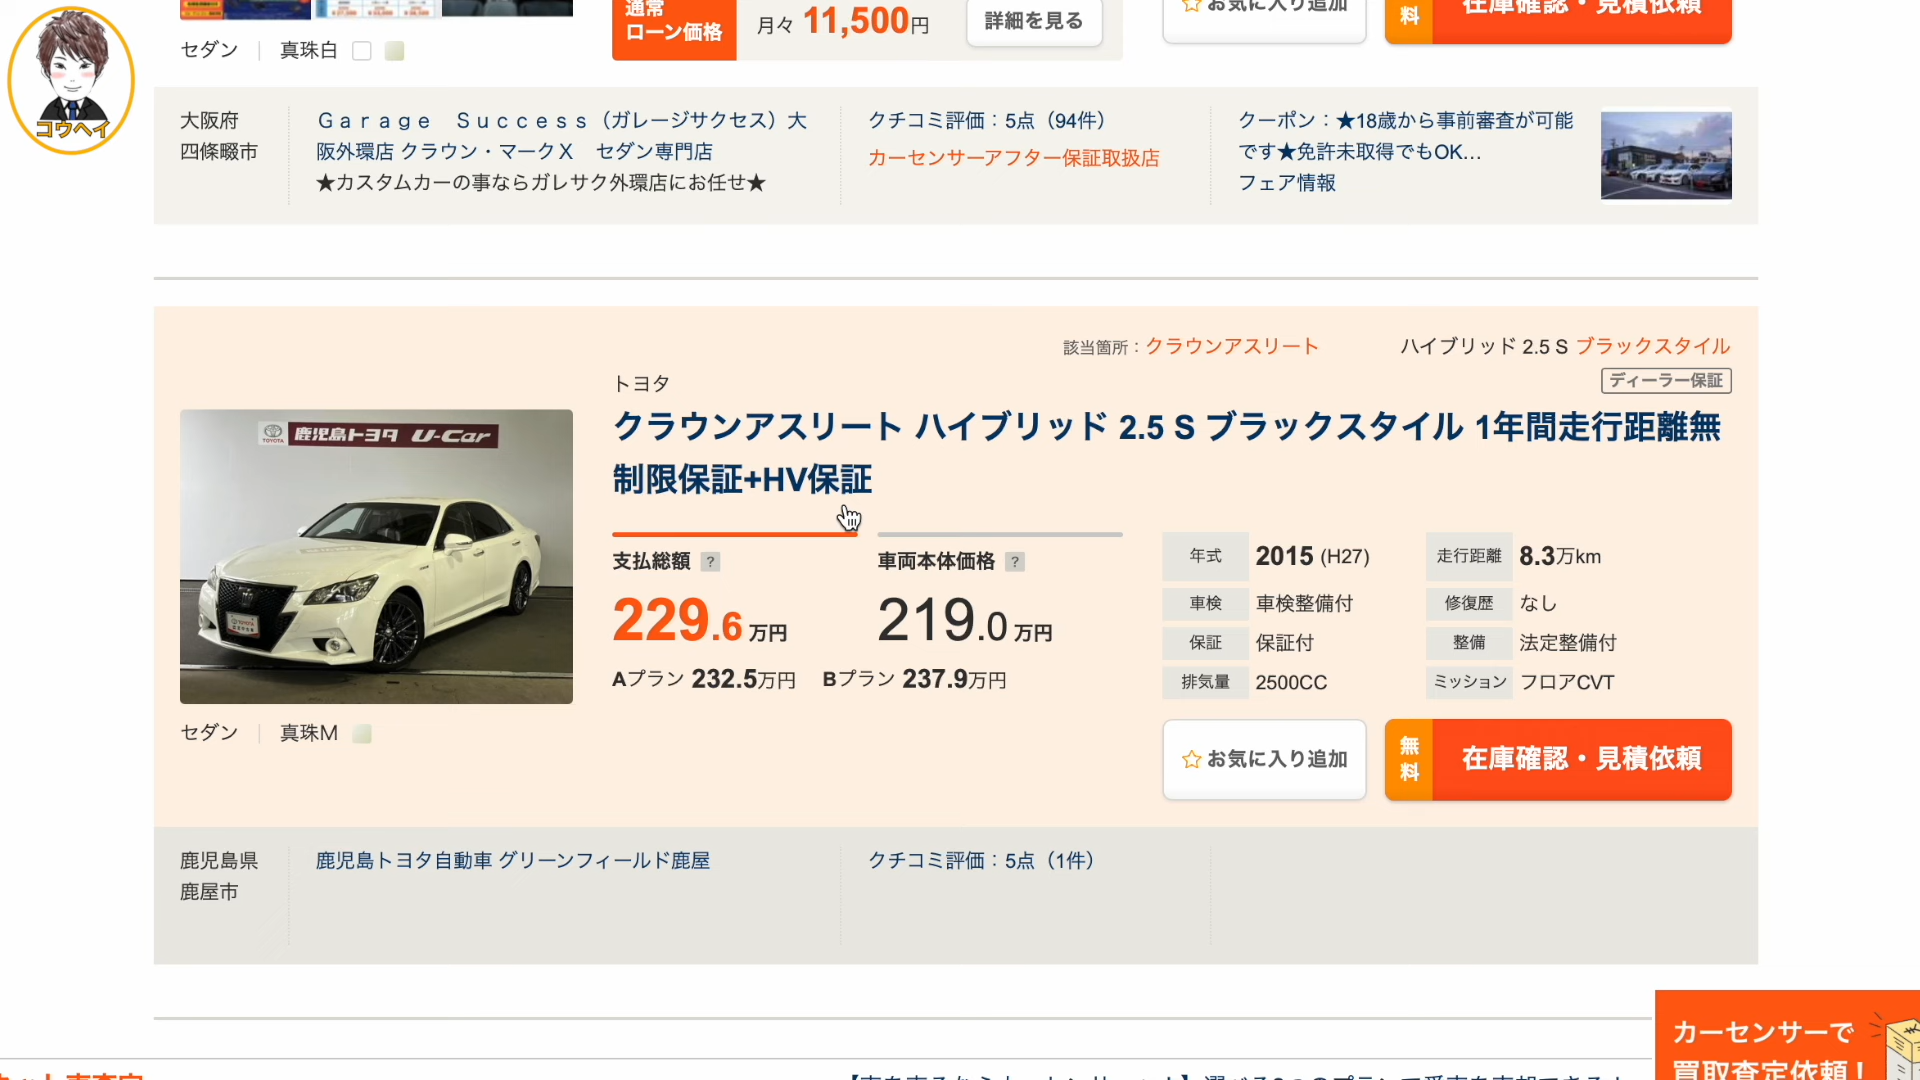 コウヘイ
セダン
真珠白
通常
ローン価格
月々 11,500円
詳細を見る
お気に入り追加
料
在庫確認・見積依頼
大阪府
四條畷市
Ｇａｒａｇｅ　Ｓｕｃｃｅｓｓ（ガレージサクセス）大
阪外環店 クラウン・マークＸ　セダン専門店
★カスタムカーの事ならガレサク外環店にお任せ★
クチコミ評価：5点（94件）
カーセンサーアフター保証取扱店
クーポン：★18歳から事前審査が可能
です★免許未取得でもOK…
フェア情報
該当箇所：クラウンアスリート
ハイブリッド 2.5 S ブラックスタイル
ディーラー保証
トヨタ
クラウンアスリート ハイブリッド 2.5 S ブラックスタイル 1年間走行距離無
制限保証+HV保証
TOYOTA 鹿児島トヨタ U-Car
支払総額 ?
車両本体価格 ?
229.6 万円
219.0 万円
Aプラン 232.5万円
Bプラン 237.9万円
年式 2015 (H27)
走行距離 8.3万km
車検 車検整備付
修復歴 なし
保証 保証付
整備 法定整備付
排気量 2500CC
ミッション フロアCVT
セダン
真珠Ｍ
お気に入り追加
無料
在庫確認・見積依頼
鹿児島県
鹿屋市
鹿児島トヨタ自動車 グリーンフィールド鹿屋
クチコミ評価：5点（1件）
カーセンサーで
買取査定依頼！